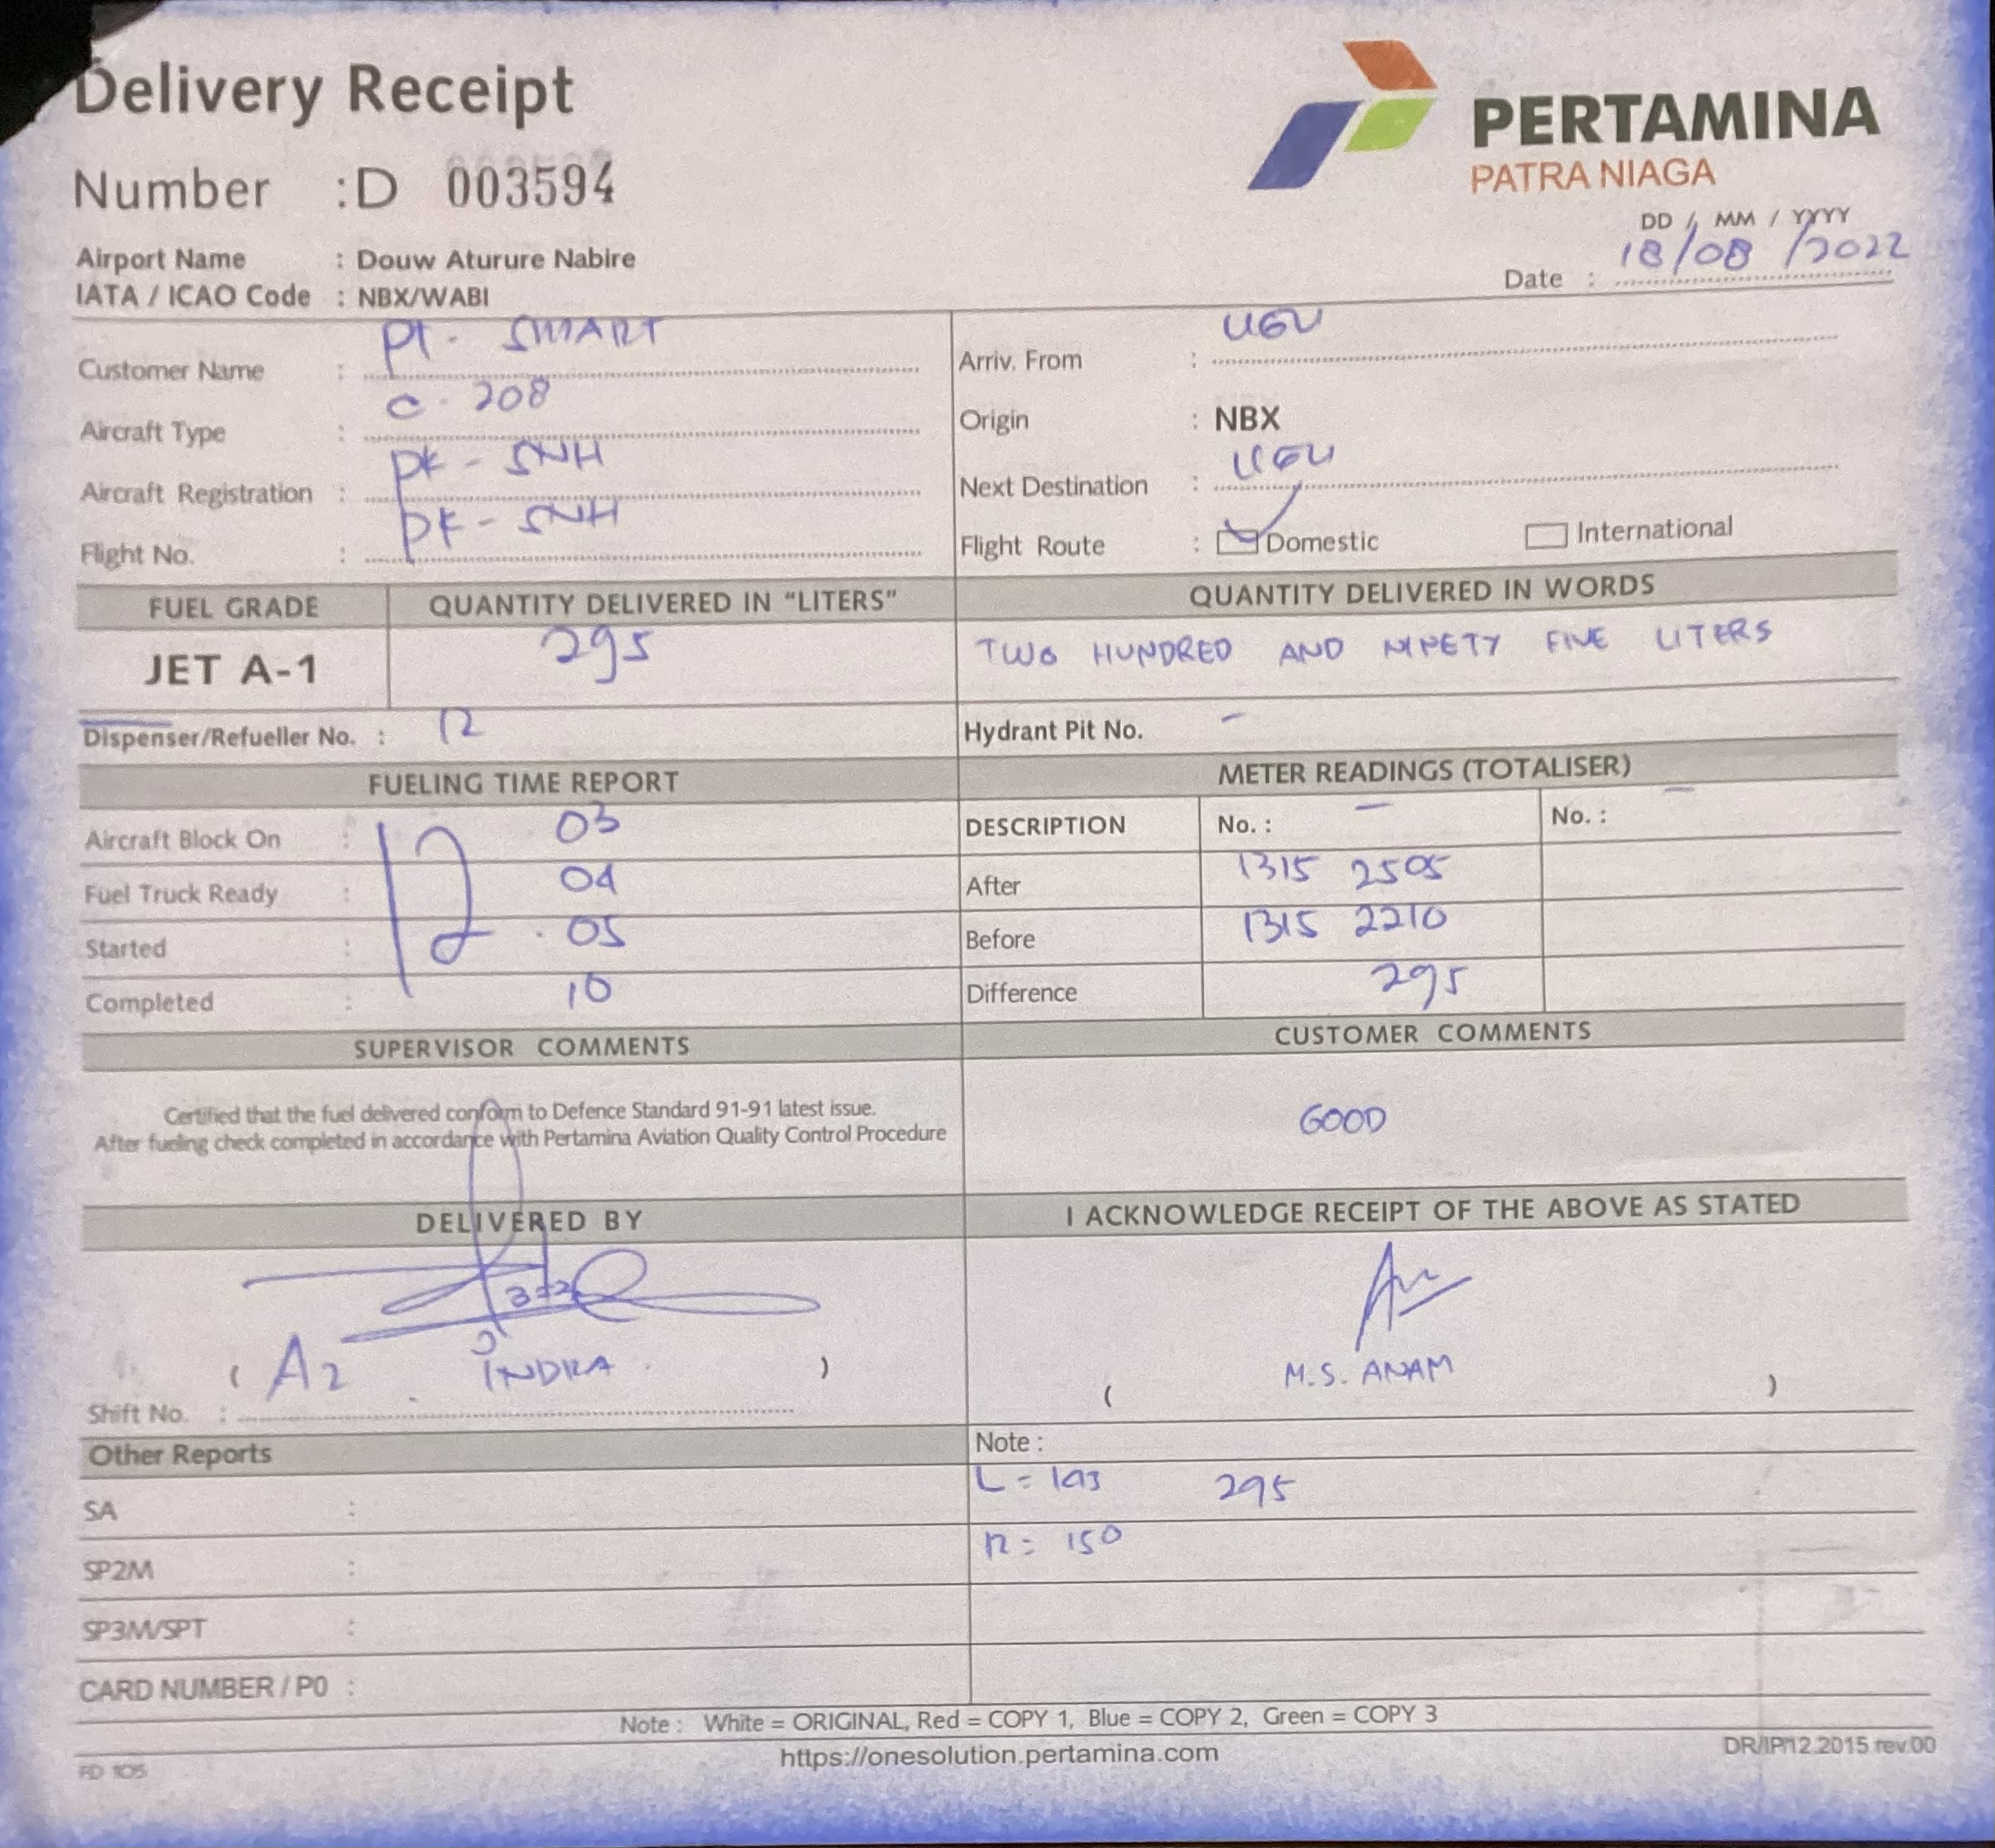 Delivery Receipt
PERTAMINA
PATRA NIAGA
Number : D 003594
DD / MM / YYYY
Date : 18/08/2022
Airport Name : Douw Aturure Nabire
IATA / ICAO Code : NBX/WABI
Customer Name : PT. SMART
Arriv. From : UGU
Aircraft Type : C. 208
Origin : NBX
Aircraft Registration : PK - SNH
Next Destination : UGU
Flight No. : PK - SNH
Flight Route : Domestic International
FUEL GRADE QUANTITY DELIVERED IN "LITERS" QUANTITY DELIVERED IN WORDS
JET A-1 295 TWO HUNDRED AND NINETY FIVE LITERS
Dispenser/Refueller No. : 12
Hydrant Pit No. -
FUELING TIME REPORT METER READINGS (TOTALISER)
Aircraft Block On : 12 03
DESCRIPTION No. : - No. : -
Fuel Truck Ready : 04
After 1315 2505
Started : . 05
Before 1315 2210
Completed : 10
Difference 295
SUPERVISOR COMMENTS CUSTOMER COMMENTS
Certified that the fuel delivered conform to Defence Standard 91-91 latest issue.
After fueling check completed in accordance with Pertamina Aviation Quality Control Procedure
GOOD
DELIVERED BY I ACKNOWLEDGE RECEIPT OF THE ABOVE AS STATED
( A2 INDRA )
( M.S. ANAM )
Shift No. :
Other Reports
Note :
SA :
L = 145 295
SP2M :
R = 150
SP3M/SPT :
CARD NUMBER / P0 :
Note : White = ORIGINAL, Red = COPY 1, Blue = COPY 2, Green = COPY 3
https://onesolution.pertamina.com
DR/IP/12.2015 rev.00
FD 105